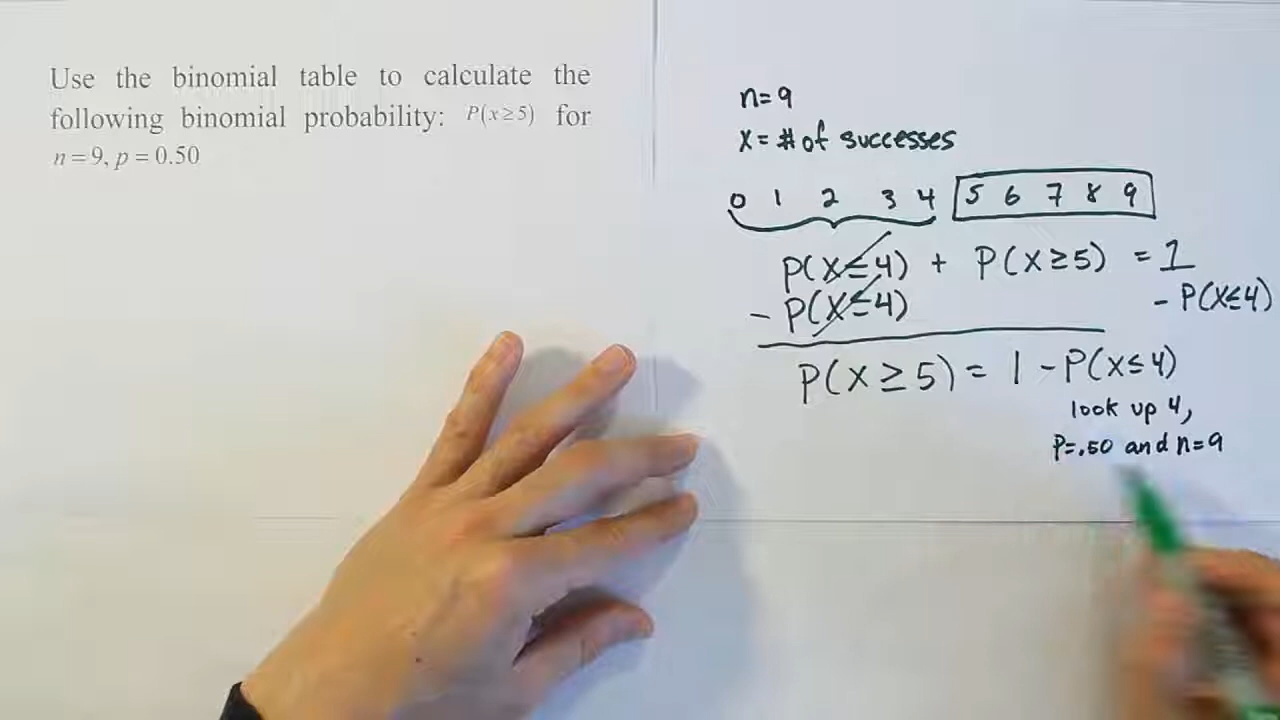 Use the binomial table to calculate the
following binomial probability: P(x≥5) for
n=9, p=0.50
n=9
x=# of successes
0 1 2 3 4 5 6 7 8 9
P(X≤4) + P(X≥5) = 1
- P(X≤4) - P(X≤4)
P(X≥5) = 1 - P(X≤4)
look up 4,
P=.50 and n=9